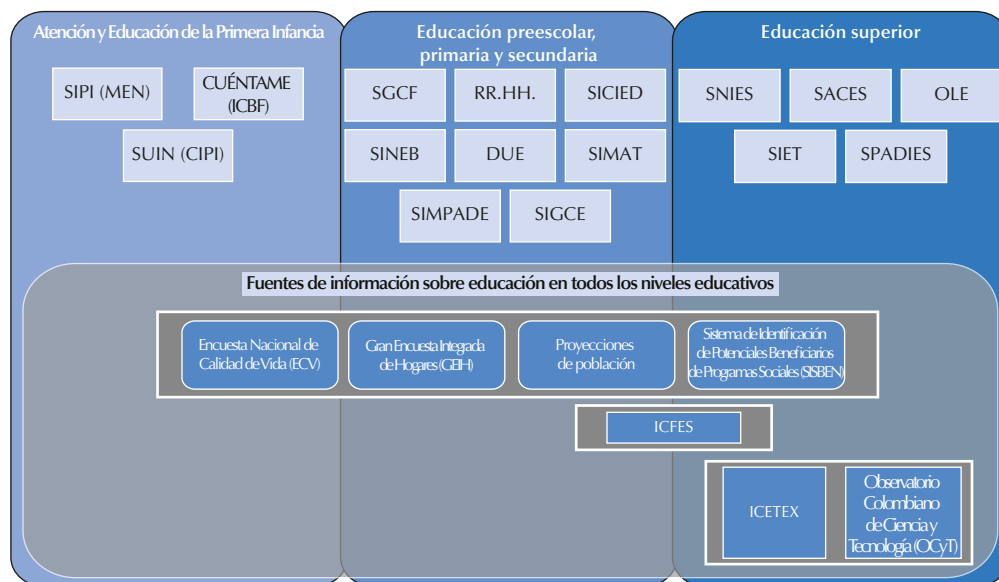 Atención y Educación de la Primera Infancia
SIPI (MEN)
CUÉNTAME
(ICBF)
SUIN (CIPI)
Educación preescolar,
primaria y secundaria
SGCF
RR.HH.
SICIED
SINEB
DUE
SIMAT
SIMPADE
SIGCE
Educación superior
SNIES
SACES
OLE
SIET
SPADIES
Fuentes de información sobre educación en todos los niveles educativos
Encuesta Nacional de
Calidad de Vida (ECV)
Gran Encuesta Integrada
de Hogares (GEIH)
Proyecciones
de población
Sistema de Identificación
de Potenciales Beneficiarios
de Programas Sociales (SISBEN)
ICFES
ICETEX
Observatorio
Colombiano
de Ciencia y
Tecnología (OCyT)